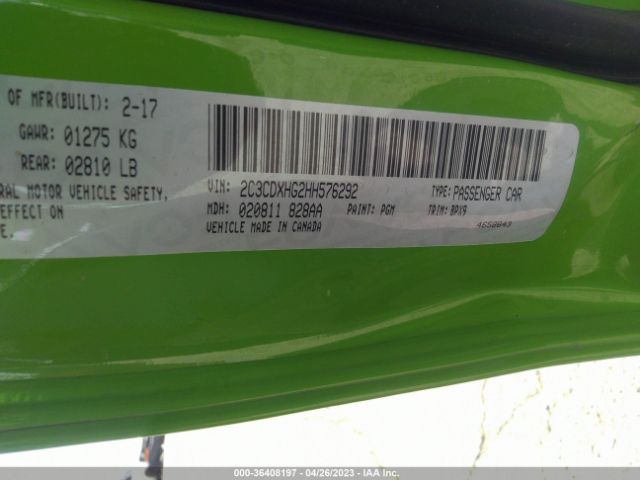 OF MFR(BUILT): 2-17
GAWR: 01275 KG
REAR: 02810 LB
RAL MOTOR VEHICLE SAFETY,
EFFECT ON
E.
VIN: 2C3CDXHG2HH576292
TYPE: PASSENGER CAR
MDH: 020811 828AA
PAINT: PGM
TRIM: BPX9
VEHICLE MADE IN CANADA
4658843
000-36408197 - 04/26/2023 - IAA Inc.